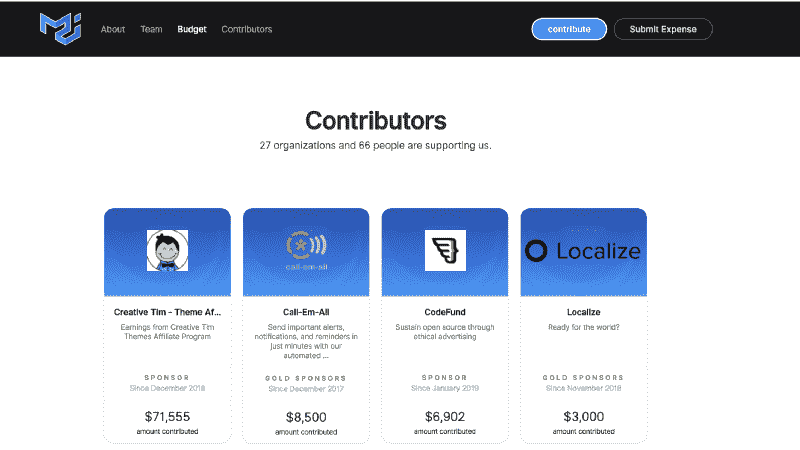 About Team Budget Contributors contribute Submit Expense
Contributors
27 organizations and 66 people are supporting us.
call-em-all
Localize
Creative Tim - Theme Af...
Earnings from Creative Tim
Themes Affiliate Program
SPONSOR
Since December 2018
$71,555
amount contributed
Call-Em-All
Send important alerts,
notifications, and reminders in
just minutes with our
automated ...
GOLD SPONSORS
Since December 2017
$8,500
amount contributed
CodeFund
Sustain open source through
ethical advertising
SPONSOR
Since January 2019
$6,902
amount contributed
Localize
Ready for the world?
GOLD SPONSORS
Since November 2018
$3,000
amount contributed